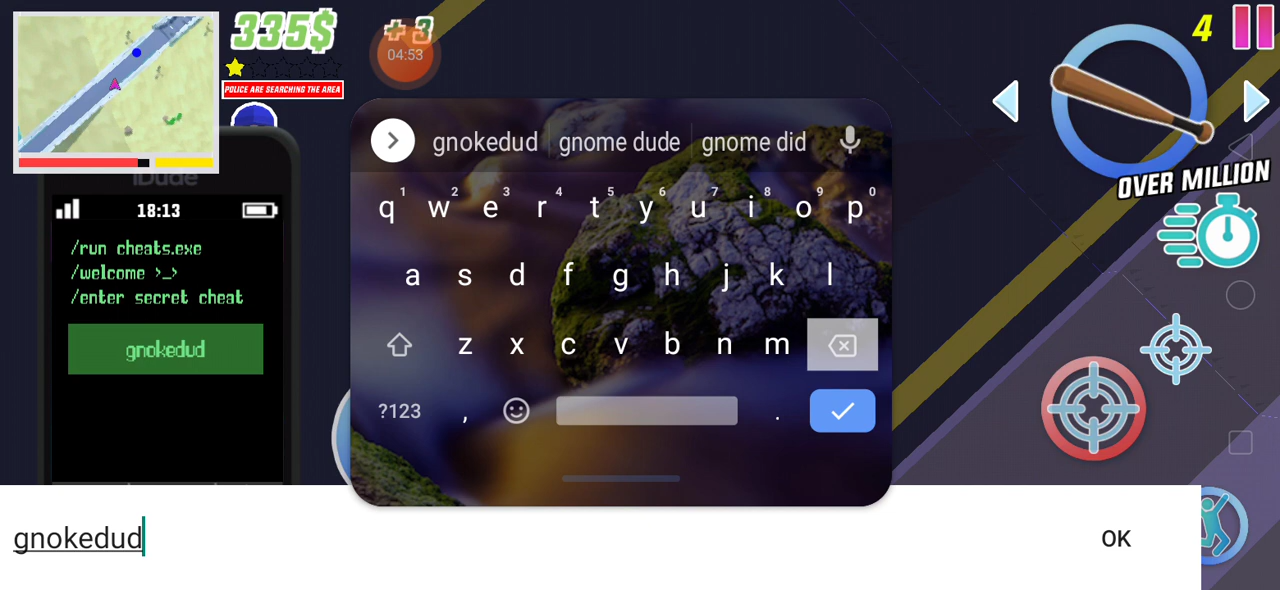 335$
+3
04:53
4
POLICE ARE SEARCHING THE AREA
OVER MILLION
iDude
18:13
/run cheats.exe
/welcome >_>
/enter secret cheat
gnokedud
gnokedud gnome dude gnome did
1 2 3 4 5 6 7 8 9 0
q w e r t y u i o p
a s d f g h j k l
z x c v b n m
?123 , .
gnokedud
OK